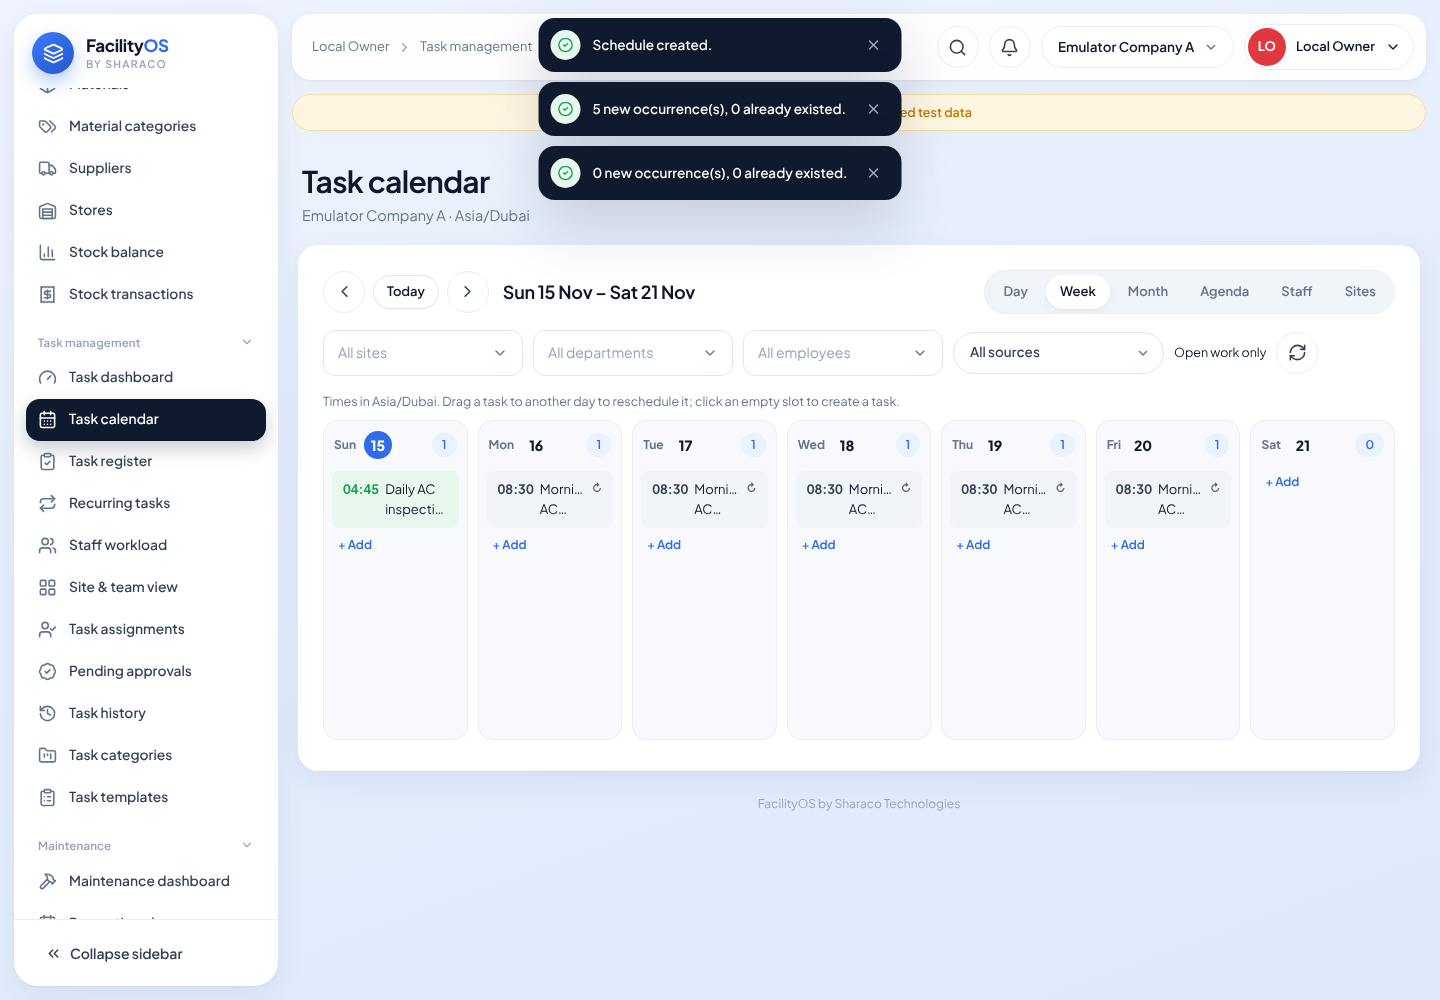 FacilityOS
BY SHARACO
Materials
Material categories
Suppliers
Stores
Stock balance
Stock transactions
Task management
Task dashboard
Task calendar
Task register
Recurring tasks
Staff workload
Site & team view
Task assignments
Pending approvals
Task history
Task categories
Task templates
Maintenance
Maintenance dashboard
Collapse sidebar
Local Owner
Task management
Emulator Company A
LO
Local Owner
Schedule created.
5 new occurrence(s), 0 already existed.
0 new occurrence(s), 0 already existed.
ed test data
Task calendar
Emulator Company A · Asia/Dubai
Today
Sun 15 Nov – Sat 21 Nov
Day
Week
Month
Agenda
Staff
Sites
All sites
All departments
All employees
All sources
Open work only
Times in Asia/Dubai. Drag a task to another day to reschedule it; click an empty slot to create a task.
Sun 15 1
04:45 Daily AC
inspecti...
+ Add
Mon 16 1
08:30 Morni... ↻
AC...
+ Add
Tue 17 1
08:30 Morni... ↻
AC...
+ Add
Wed 18 1
08:30 Morni... ↻
AC...
+ Add
Thu 19 1
08:30 Morni... ↻
AC...
+ Add
Fri 20 1
08:30 Morni... ↻
AC...
+ Add
Sat 21 0
+ Add
FacilityOS by Sharaco Technologies